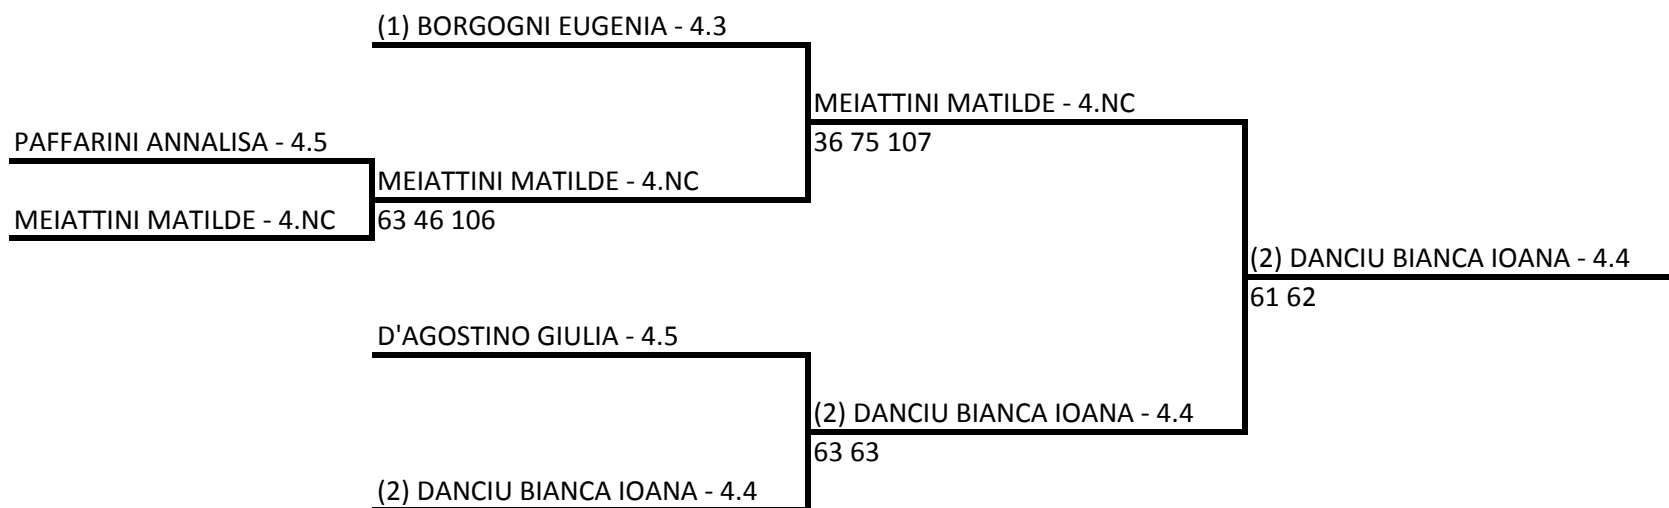 (1) BORGOGNI EUGENIA - 4.3
MEIATTINI MATILDE - 4.NC
PAFFARINI ANNALISA - 4.5
36 75 107
MEIATTINI MATILDE - 4.NC
MEIATTINI MATILDE - 4.NC
63 46 106
(2) DANCIU BIANCA IOANA - 4.4
61 62
D'AGOSTINO GIULIA - 4.5
(2) DANCIU BIANCA IOANA - 4.4
63 63
(2) DANCIU BIANCA IOANA - 4.4